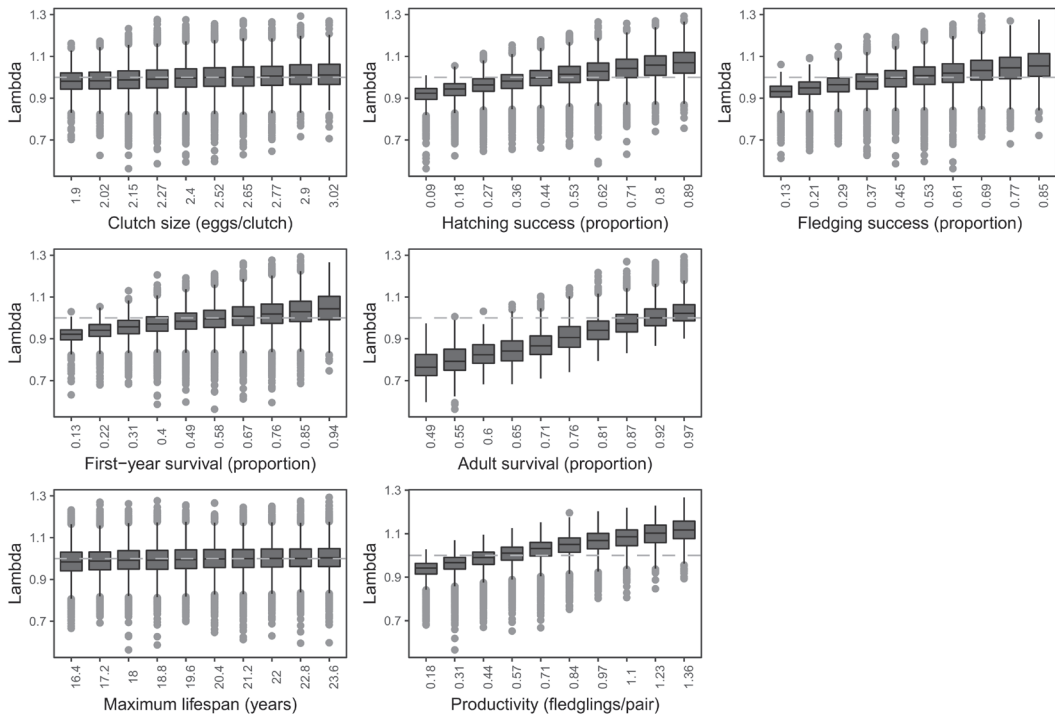 1.3
1.1
0.9
0.7
Lambda
1.9 2.02 2.15 2.27 2.4 2.52 2.65 2.77 2.9 3.02
Clutch size (eggs/clutch)
1.3
1.1
0.9
0.7
Lambda
0.09 0.18 0.27 0.36 0.44 0.53 0.62 0.71 0.8 0.89
Hatching success (proportion)
1.3
1.1
0.9
0.7
Lambda
0.13 0.21 0.29 0.37 0.45 0.53 0.61 0.69 0.77 0.85
Fledging success (proportion)
1.3
1.1
0.9
0.7
Lambda
0.13 0.22 0.31 0.4 0.49 0.58 0.67 0.76 0.85 0.94
First−year survival (proportion)
1.3
1.1
0.9
0.7
Lambda
0.49 0.55 0.6 0.65 0.71 0.76 0.81 0.87 0.92 0.97
Adult survival (proportion)
1.3
1.1
0.9
0.7
Lambda
16.4 17.2 18 18.8 19.6 20.4 21.2 22 22.8 23.6
Maximum lifespan (years)
1.3
1.1
0.9
0.7
Lambda
0.18 0.31 0.44 0.57 0.71 0.84 0.97 1.1 1.23 1.36
Productivity (fledglings/pair)